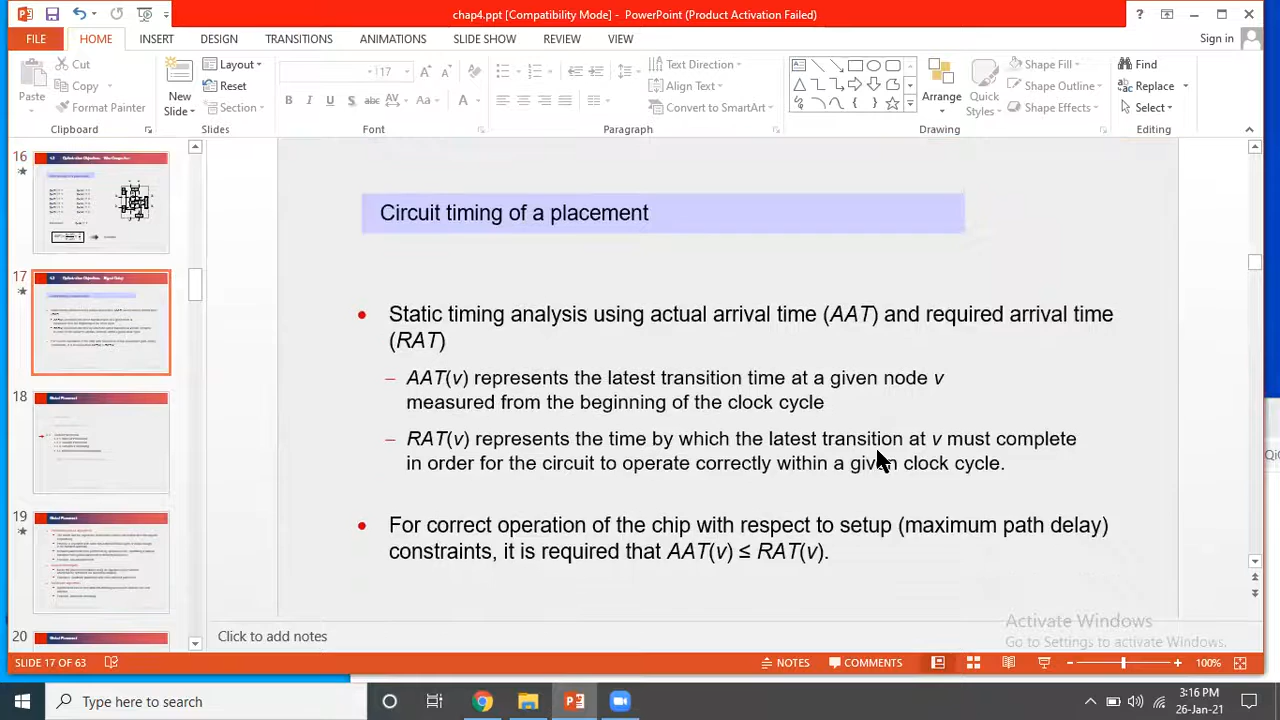 chap4.ppt [Compatibility Mode] - PowerPoint (Product Activation Failed)
FILE HOME INSERT DESIGN TRANSITIONS ANIMATIONS SLIDE SHOW REVIEW VIEW Sign in
Paste
Cut
Copy
Format Painter
Clipboard
New Slide
Layout
Reset
Section
Slides
17
Font
Text Direction
Align Text
Convert to SmartArt
Paragraph
Arrange
Quick Styles
Shape Fill
Shape Outline
Shape Effects
Drawing
Find
Replace
Select
Editing
16
17
18
19
20
Circuit timing of a placement
Static timing analysis using actual arrival time (AAT) and required arrival time
(RAT)
– AAT(v) represents the latest transition time at a given node v
measured from the beginning of the clock cycle
– RAT(v) represents the time by which the latest transition at v must complete
in order for the circuit to operate correctly within a given clock cycle.
For correct operation of the chip with respect to setup (maximum path delay)
constraints, it is required that AAT(v) ≤ RAT(v).
Click to add notes
Activate Windows
Go to Settings to activate Windows.
SLIDE 17 OF 63 NOTES COMMENTS 100%
Type here to search
3:16 PM
26-Jan-21